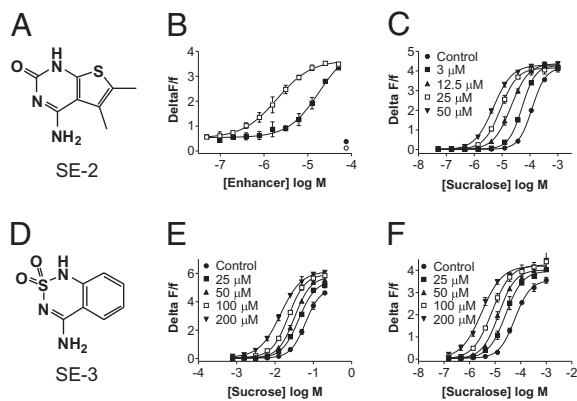 A
O
NH
S
N
NH2
SE-2
B
DeltaF/f
4
3
2
1
0
-7 -6 -5 -4
[Enhancer] log M
C
Delta F/f
5
4
3
2
1
0
Control
3 µM
12.5 µM
25 µM
50 µM
-8 -7 -6 -5 -4 -3 -2
[Sucralose] log M
D
O O
S
H
N
N
NH2
SE-3
E
Delta F/f
6
4
2
0
Control
25 µM
50 µM
100 µM
200 µM
-4 -3 -2 -1 0
[Sucrose] log M
F
Delta F/f
4
3
2
1
0
Control
25 µM
50 µM
100 µM
200 µM
-7 -6 -5 -4 -3 -2
[Sucralose] log M